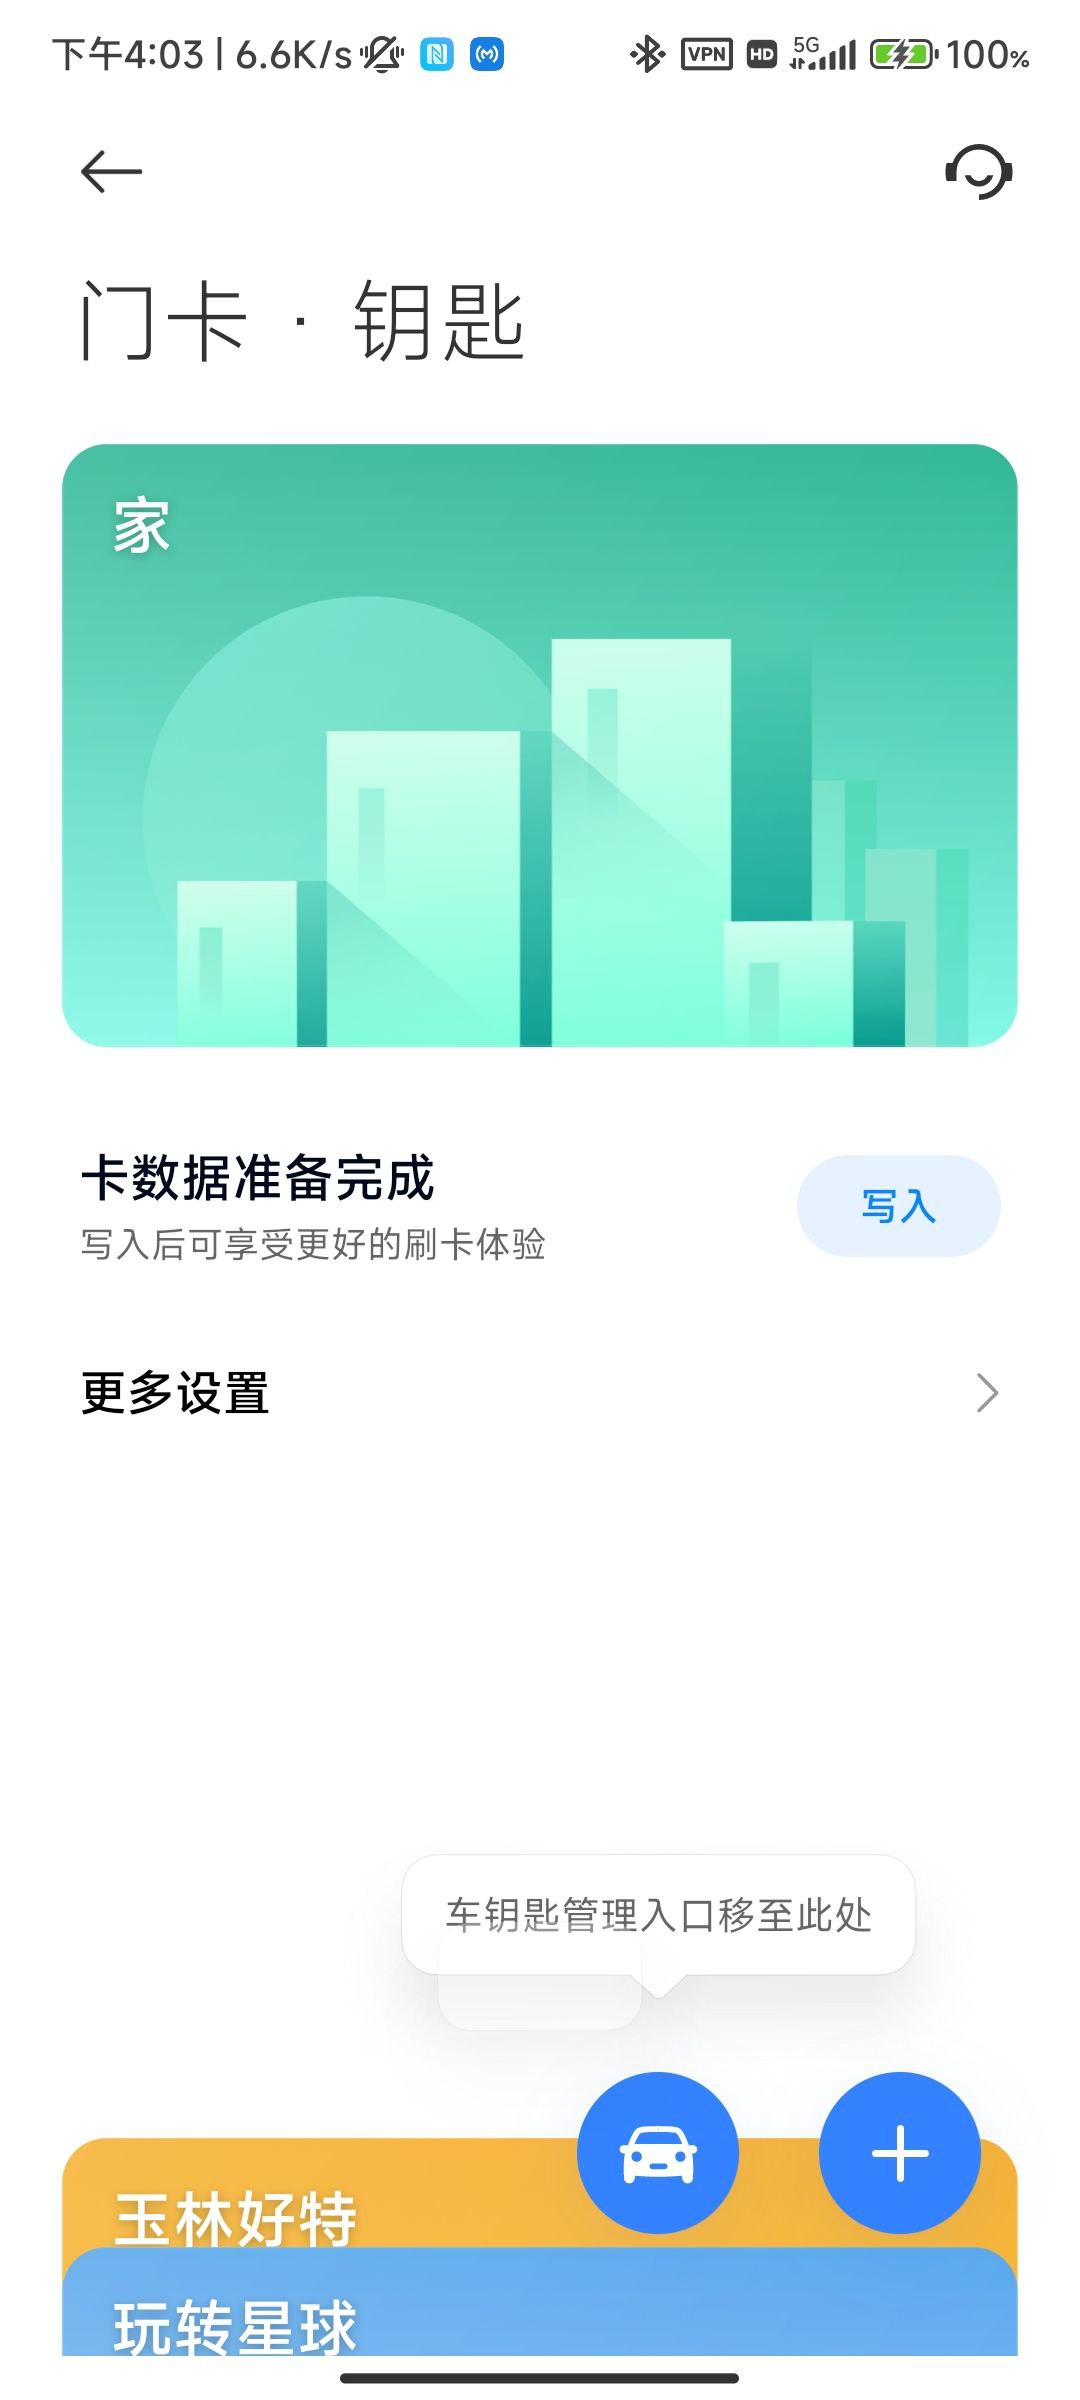 下午4:03 | 6.6K/s VPN HD 5G 100%
门卡 · 钥匙
家
卡数据准备完成
写入后可享受更好的刷卡体验
写入
更多设置
车钥匙管理入口移至此处
玉林好特
玩转星球